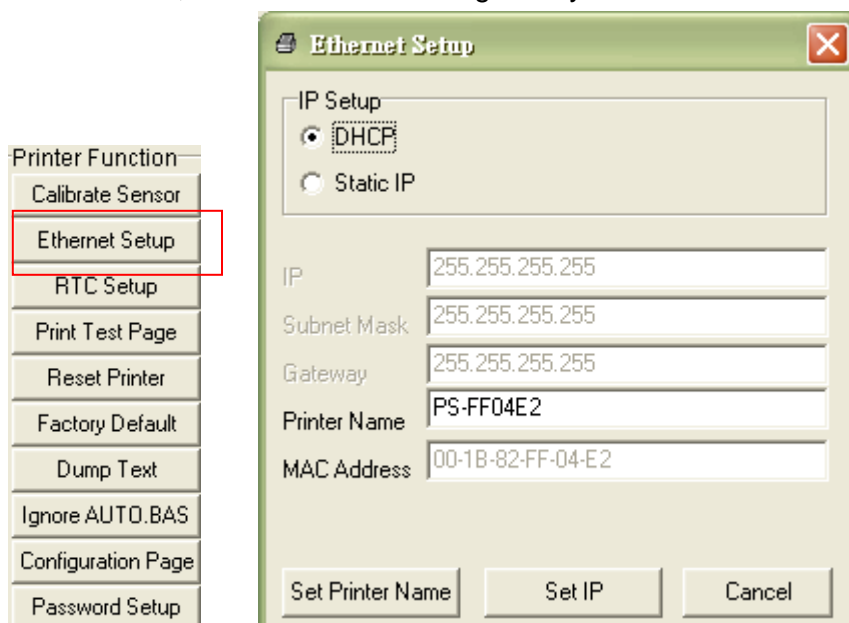 Printer Function
Calibrate Sensor
Ethernet Setup
RTC Setup
Print Test Page
Reset Printer
Factory Default
Dump Text
Ignore AUTO.BAS
Configuration Page
Password Setup
Ethernet Setup
IP Setup
DHCP
Static IP
IP 255.255.255.255
Subnet Mask 255.255.255.255
Gateway 255.255.255.255
Printer Name PS-FF04E2
MAC Address 00-1B-82-FF-04-E2
Set Printer Name Set IP Cancel